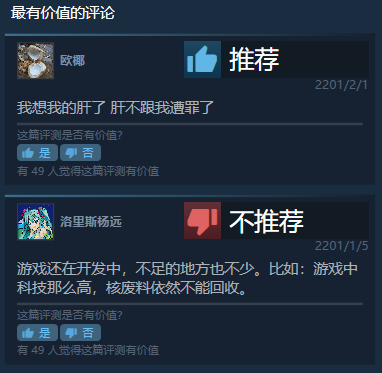 最有价值的评论
欧椰
推荐
2201/2/1
我想我的肝了 肝不跟我遭罪了
这篇评测是否有价值?
是 否
有 49 人觉得这篇评测有价值
洛里斯杨远
不推荐
2201/1/5
游戏还在开发中，不足的地方也不少。比如：游戏中
科技那么高，核废料依然不能回收。
这篇评测是否有价值?
是 否
有 49 人觉得这篇评测有价值